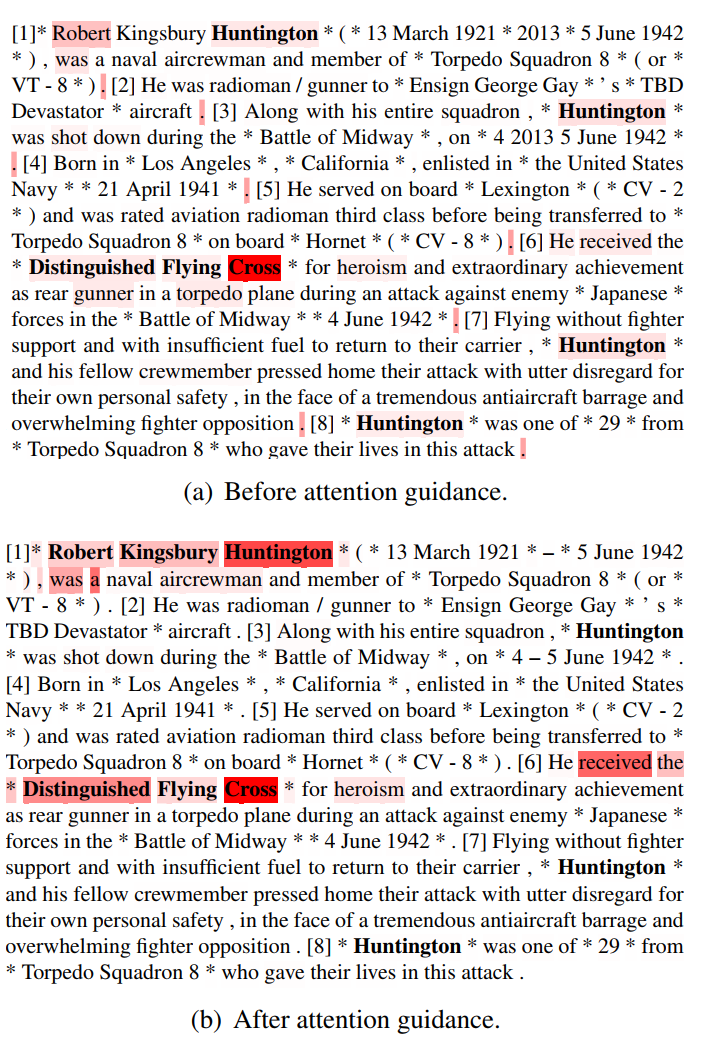 [1]* Robert Kingsbury Huntington * ( * 13 March 1921 * 2013 * 5 June 1942
* ) , was a naval aircrewman and member of * Torpedo Squadron 8 * ( or *
VT - 8 * ) . [2] He was radioman / gunner to * Ensign George Gay * ’ s * TBD
Devastator * aircraft . [3] Along with his entire squadron , * Huntington *
was shot down during the * Battle of Midway * , on * 4 2013 5 June 1942 *
. [4] Born in * Los Angeles * , * California * , enlisted in * the United States
Navy * * 21 April 1941 * . [5] He served on board * Lexington * ( * CV - 2
* ) and was rated aviation radioman third class before being transferred to *
Torpedo Squadron 8 * on board * Hornet * ( * CV - 8 * ) . [6] He received the
* Distinguished Flying Cross * for heroism and extraordinary achievement
as rear gunner in a torpedo plane during an attack against enemy * Japanese *
forces in the * Battle of Midway * * 4 June 1942 * . [7] Flying without fighter
support and with insufficient fuel to return to their carrier , * Huntington *
and his fellow crewmember pressed home their attack with utter disregard for
their own personal safety , in the face of a tremendous antiaircraft barrage and
overwhelming fighter opposition . [8] * Huntington * was one of * 29 * from
* Torpedo Squadron 8 * who gave their lives in this attack .
(a) Before attention guidance.
[1]* Robert Kingsbury Huntington * ( * 13 March 1921 * – * 5 June 1942
* ) , was a naval aircrewman and member of * Torpedo Squadron 8 * ( or *
VT - 8 * ) . [2] He was radioman / gunner to * Ensign George Gay * ’ s *
TBD Devastator * aircraft . [3] Along with his entire squadron , * Huntington
* was shot down during the * Battle of Midway * , on * 4 – 5 June 1942 * .
[4] Born in * Los Angeles * , * California * , enlisted in * the United States
Navy * * 21 April 1941 * . [5] He served on board * Lexington * ( * CV - 2
* ) and was rated aviation radioman third class before being transferred to *
Torpedo Squadron 8 * on board * Hornet * ( * CV - 8 * ) . [6] He received the
* Distinguished Flying Cross * for heroism and extraordinary achievement
as rear gunner in a torpedo plane during an attack against enemy * Japanese *
forces in the * Battle of Midway * * 4 June 1942 * . [7] Flying without fighter
support and with insufficient fuel to return to their carrier , * Huntington *
and his fellow crewmember pressed home their attack with utter disregard for
their own personal safety , in the face of a tremendous antiaircraft barrage and
overwhelming fighter opposition . [8] * Huntington * was one of * 29 * from
* Torpedo Squadron 8 * who gave their lives in this attack .
(b) After attention guidance.